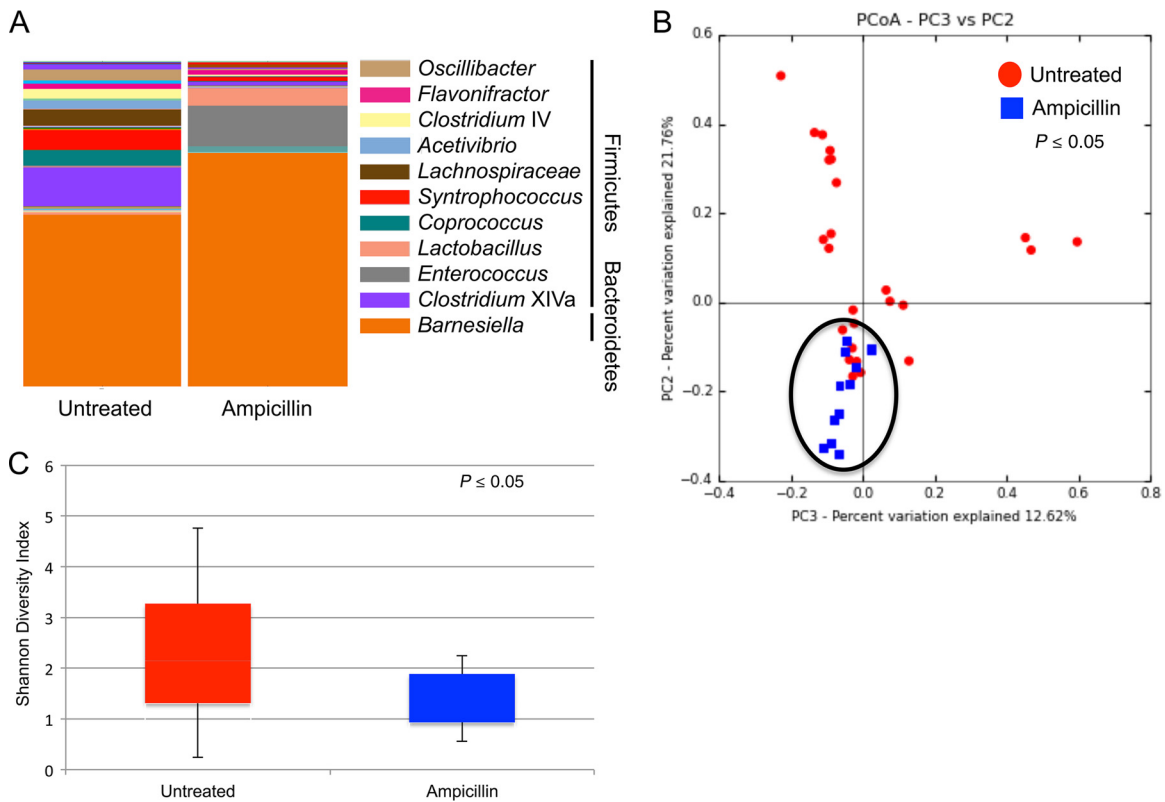 A
Oscillibacter
Flavonifractor
Clostridium IV
Acetivibrio
Lachnospiraceae
Syntrophococcus
Coprococcus
Lactobacillus
Enterococcus
Clostridium XIVa
Barnesiella
Firmicutes
Bacteroidetes
Untreated
Ampicillin
B
PCoA - PC3 vs PC2
Untreated
Ampicillin
P ≤ 0.05
PC2 - Percent variation explained 21.76%
0.6
0.4
0.2
0.0
−0.2
−0.4
−0.4
−0.2
0.0
0.2
0.4
0.6
0.8
PC3 - Percent variation explained 12.62%
C
P ≤ 0.05
Shannon Diversity Index
6
5
4
3
2
1
0
Untreated
Ampicillin